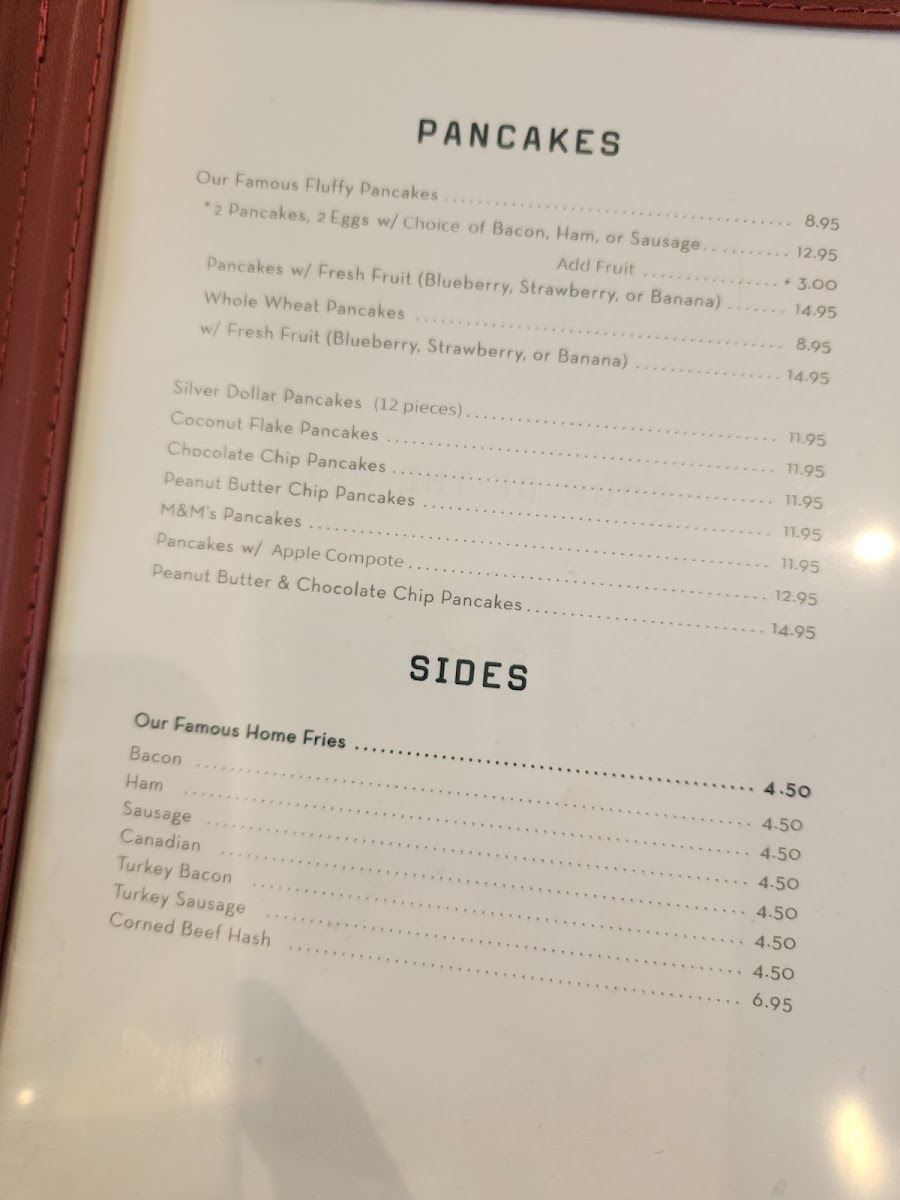 PANCAKES
Our Famous Fluffy Pancakes ........................................ 8.95
*2 Pancakes, 2 Eggs w/ Choice of Bacon, Ham, or Sausage.......... 12.95
Add Fruit ................ + 3.00
Pancakes w/ Fresh Fruit (Blueberry, Strawberry, or Banana) ....... 14.95
Whole Wheat Pancakes ........................................... 8.95
w/ Fresh Fruit (Blueberry, Strawberry, or Banana) ................. 14.95
Silver Dollar Pancakes (12 pieces)..................................... 11.95
Coconut Flake Pancakes ............................................. 11.95
Chocolate Chip Pancakes ............................................ 11.95
Peanut Butter Chip Pancakes ........................................ 11.95
M&M's Pancakes ..................................................... 11.95
Pancakes w/ Apple Compote.......................................... 12.95
Peanut Butter & Chocolate Chip Pancakes............................ 14.95
SIDES
Our Famous Home Fries .............................................. 4.50
Bacon ................................................................ 4.50
Ham ................................................................. 4.50
Sausage .............................................................. 4.50
Canadian ............................................................ 4.50
Turkey Bacon ........................................................ 4.50
Turkey Sausage ...................................................... 4.50
Corned Beef Hash ................................................... 6.95